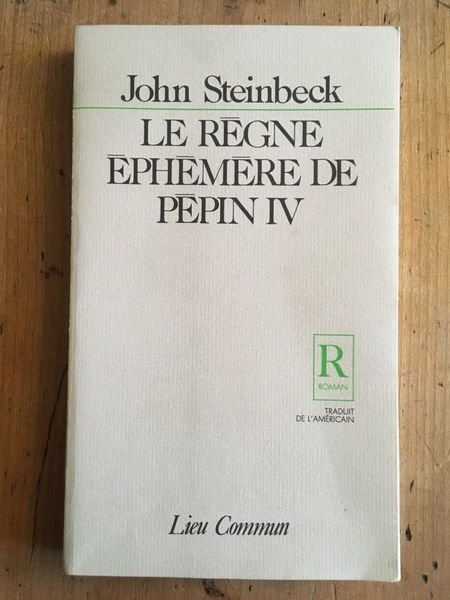 John Steinbeck
LE RĒGNE
ĒPHĒMĒRE DE
PĒPIN IV
R
ROMAN
TRADUIT
DE L'AMÉRICAIN
Lieu Commun